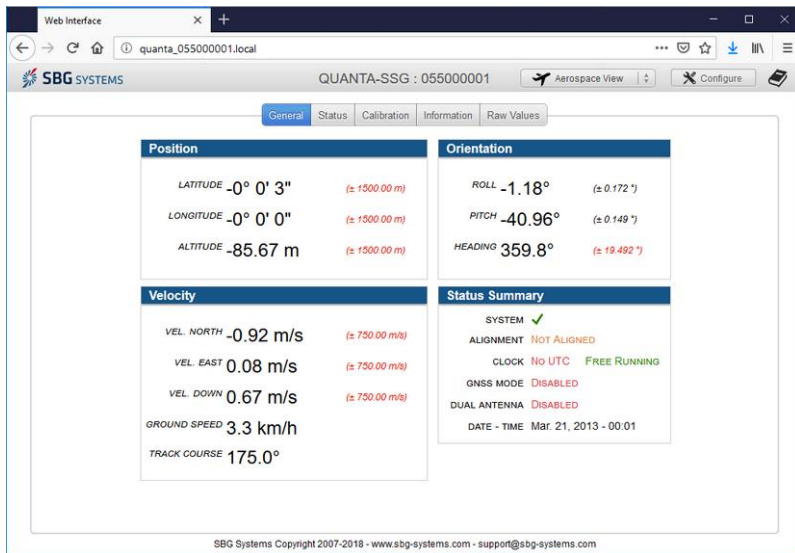 Web Interface
quanta_055000001.local
SBG SYSTEMS
QUANTA-SSG : 055000001
Aerospace View
Configure
General Status Calibration Information Raw Values
Position
LATITUDE -0° 0' 3" (± 1500.00 m)
LONGITUDE -0° 0' 0" (± 1500.00 m)
ALTITUDE -85.67 m (± 1500.00 m)
Orientation
ROLL -1.18° (± 0.172 °)
PITCH -40.96° (± 0.149 °)
HEADING 359.8° (± 19.492 °)
Velocity
VEL. NORTH -0.92 m/s (± 750.00 m/s)
VEL. EAST 0.08 m/s (± 750.00 m/s)
VEL. DOWN 0.67 m/s (± 750.00 m/s)
GROUND SPEED 3.3 km/h
TRACK COURSE 175.0°
Status Summary
SYSTEM ✓
ALIGNMENT NOT ALIGNED
CLOCK NO UTC FREE RUNNING
GNSS MODE DISABLED
DUAL ANTENNA DISABLED
DATE - TIME Mar. 21, 2013 - 00:01
SBG Systems Copyright 2007-2018 - www.sbg-systems.com - support@sbg-systems.com